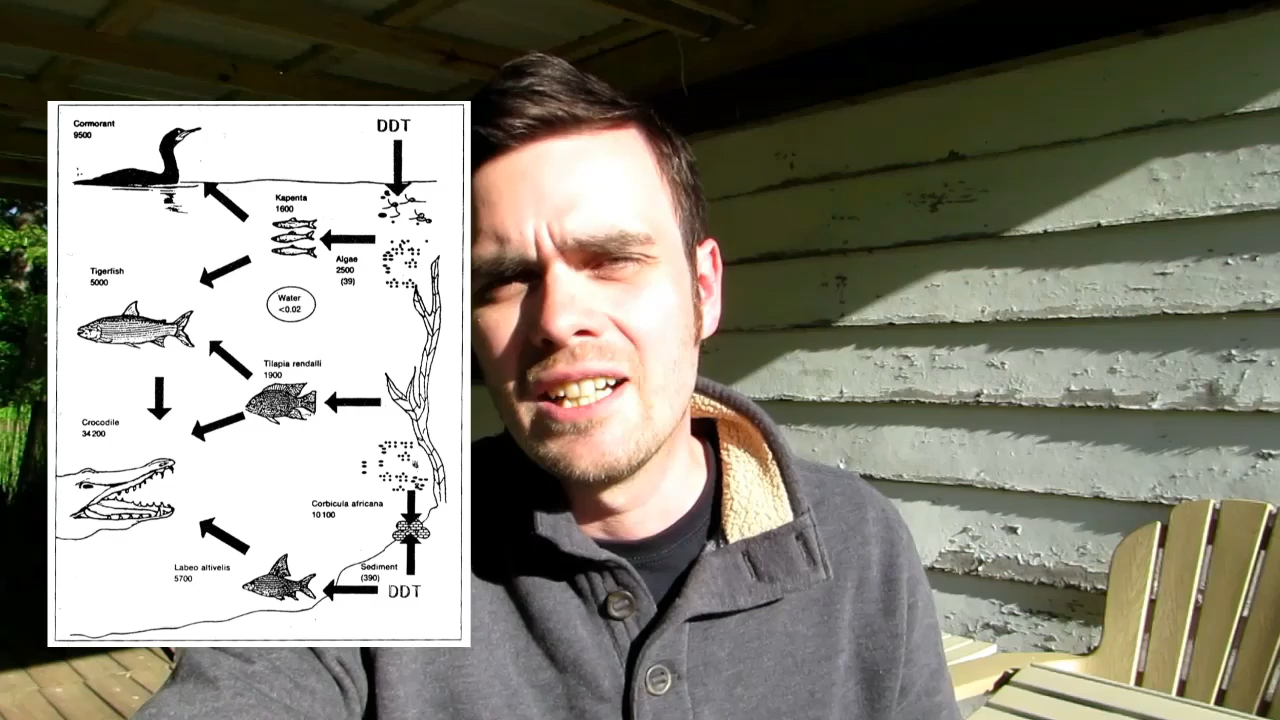 Cormorant
9500
DDT
Kapenta
1600
Algae
2500
(39)
Tigerfish
5000
Water
<0.02
Tilapia rendalli
1900
Crocodile
34 200
Corbicula africana
10 100
Labeo altivelis
5700
Sediment
(390)
DDT